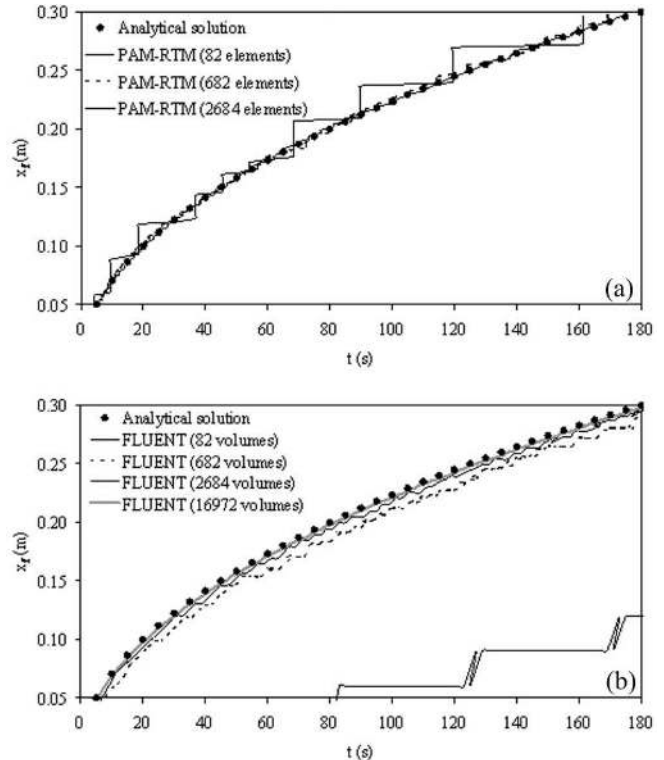 0.30
Analytical solution
PAM-RTM (82 elements)
PAM-RTM (682 elements)
PAM-RTM (2684 elements)
0.25
0.20
0.15
0.10
0.05
xf (m)
(a)
0 20 40 60 80 100 120 140 160 180
t (s)
0.30
Analytical solution
FLUENT (82 volumes)
FLUENT (682 volumes)
FLUENT (2684 volumes)
FLUENT (16972 volumes)
0.25
0.20
0.15
0.10
0.05
xf (m)
(b)
0 20 40 60 80 100 120 140 160 180
t (s)